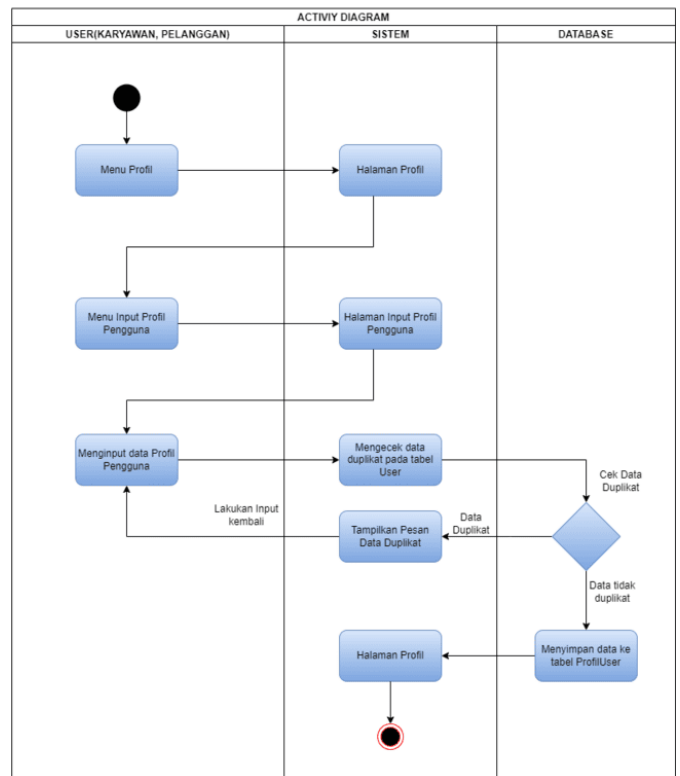 ACTIVIY DIAGRAM
USER(KARYAWAN, PELANGGAN)
SISTEM
DATABASE
Menu Profil
Halaman Profil
Menu Input Profil
Pengguna
Halaman Input Profil
Pengguna
Menginput data Profil
Pengguna
Mengecek data
duplikat pada tabel
User
Cek Data
Duplikat
Lakukan Input
kembali
Tampilkan Pesan
Data Duplikat
Data
Duplikat
Data tidak
duplikat
Halaman Profil
Menyimpan data ke
tabel ProfilUser